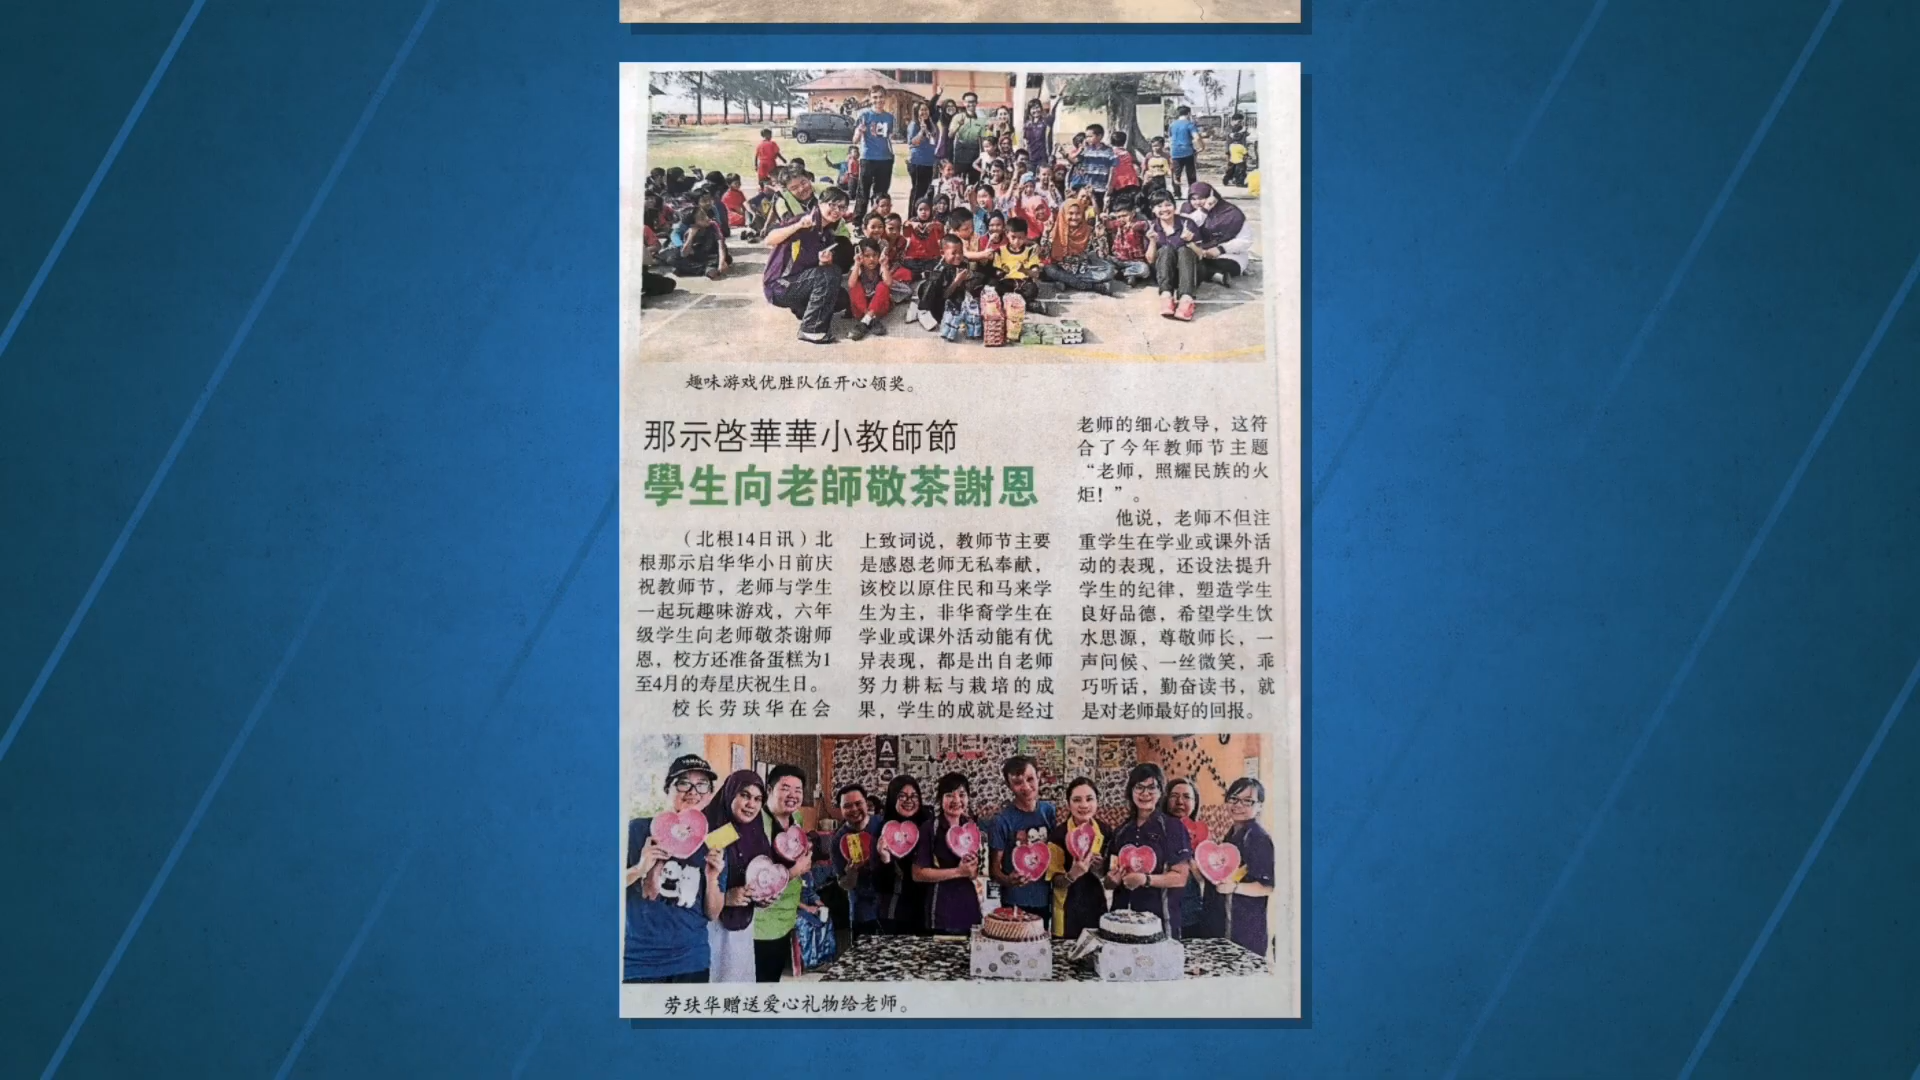 趣味游戏优胜队伍开心领奖。
那示啓華華小教師節
學生向老師敬茶謝恩
（北根14日讯）北
根那示启华华小日前庆
祝教师节，老师与学生
一起玩趣味游戏，六年
级学生向老师敬茶谢师
恩，校方还准备蛋糕为1
至4月的寿星庆祝生日。
校长劳玞华在会
上致词说，教师节主要
是感恩老师无私奉献，
该校以原住民和马来学
生为主，非华裔学生在
学业或课外活动能有优
异表现，都是出自老师
努力耕耘与栽培的成
果，学生的成就是经过
老师的细心教导，这符
合了今年教师节主题
“老师，照耀民族的火
炬！”。
他说，老师不但注
重学生在学业或课外活
动的表现，还设法提升
学生的纪律，塑造学生
良好品德，希望学生饮
水思源，尊敬师长，一
声问候、一丝微笑，乖
巧听话，勤奋读书，就
是对老师最好的回报。
A
劳玞华赠送爱心礼物给老师。